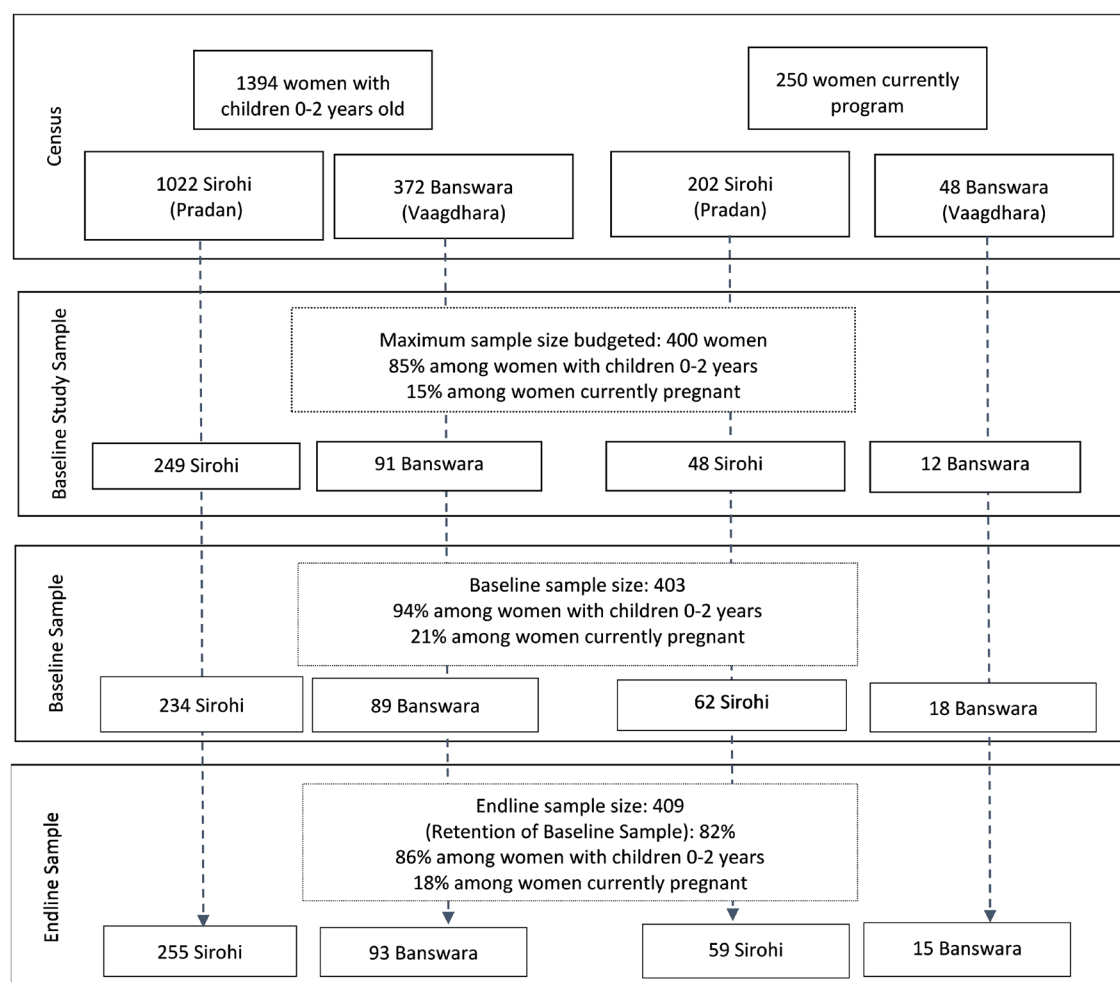 Census
1394 women with
children 0-2 years old
250 women currently
program
1022 Sirohi
(Pradan)
372 Banswara
(Vaagdhara)
202 Sirohi
(Pradan)
48 Banswara
(Vaagdhara)
Baseline Study Sample
Maximum sample size budgeted: 400 women
85% among women with children 0-2 years
15% among women currently pregnant
249 Sirohi
91 Banswara
48 Sirohi
12 Banswara
Baseline Sample
Baseline sample size: 403
94% among women with children 0-2 years
21% among women currently pregnant
234 Sirohi
89 Banswara
62 Sirohi
18 Banswara
Endline Sample
Endline sample size: 409
(Retention of Baseline Sample): 82%
86% among women with children 0-2 years
18% among women currently pregnant
255 Sirohi
93 Banswara
59 Sirohi
15 Banswara